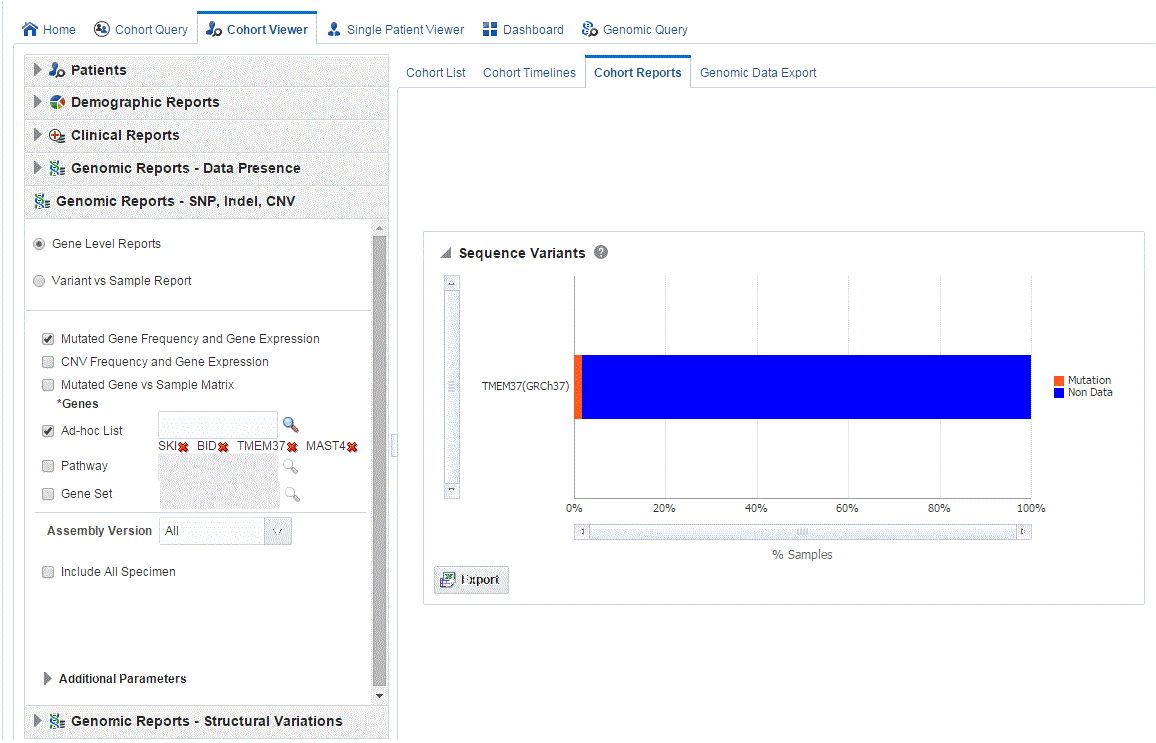 Home Cohort Query Cohort Viewer Single Patient Viewer Dashboard Genomic Query
Patients
Demographic Reports
Clinical Reports
Genomic Reports - Data Presence
Genomic Reports - SNP, Indel, CNV
Gene Level Reports
Variant vs Sample Report
Mutated Gene Frequency and Gene Expression
CNV Frequency and Gene Expression
Mutated Gene vs Sample Matrix
*Genes
Ad-hoc List
SKI BID TMEM37 MAST4
Pathway
Gene Set
Assembly Version All
Include All Specimen
Additional Parameters
Genomic Reports - Structural Variations
Cohort List Cohort Timelines Cohort Reports Genomic Data Export
Sequence Variants ?
TMEM37(GRCh37)
Mutation
Non Data
0% 20% 40% 60% 80% 100%
% Samples
Export